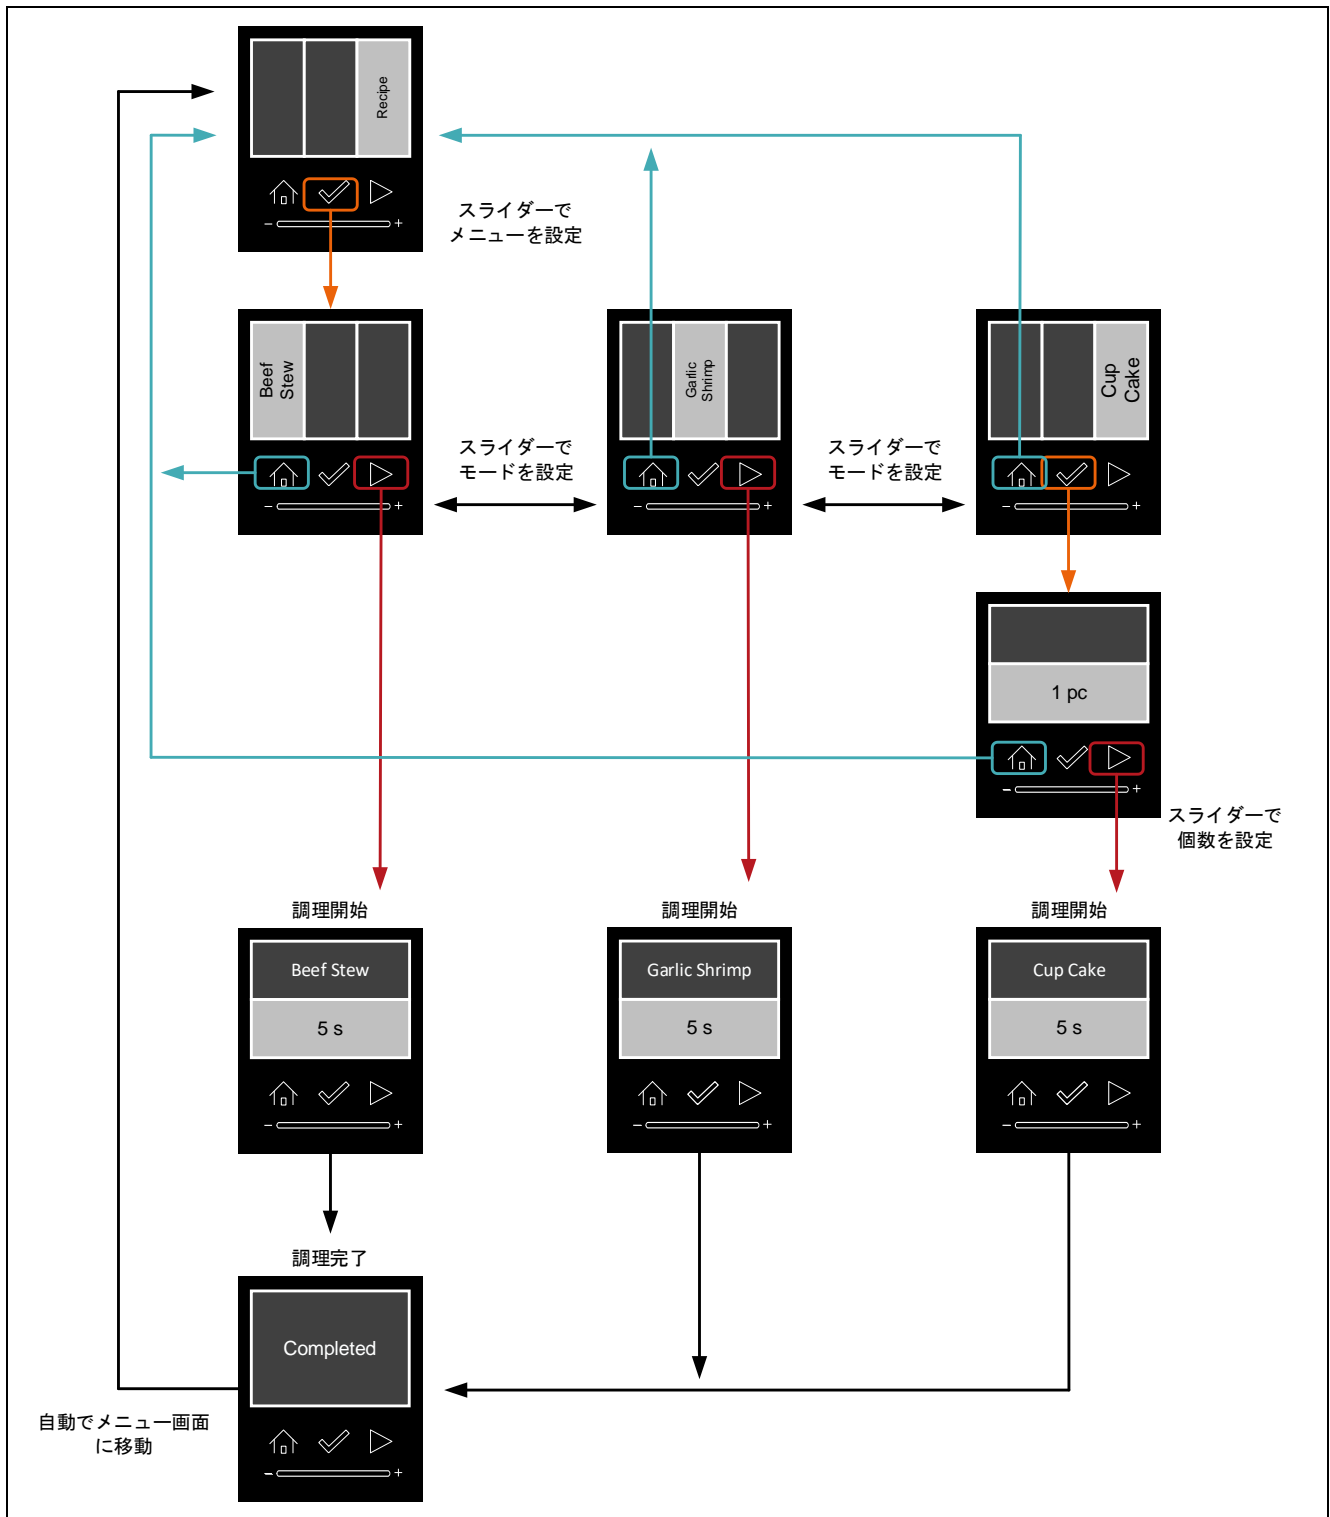 Recipe
- +
スライダーで
メニューを設定
Beef
Stew
- +
スライダーで
モードを設定
Garlic
Shrimp
- +
スライダーで
モードを設定
Cup
Cake
- +
1 pc
- +
スライダーで
個数を設定
調理開始
Beef Stew
5 s
- +
調理開始
Garlic Shrimp
5 s
- +
調理開始
Cup Cake
5 s
- +
調理完了
Completed
- +
自動でメニュー画面
に移動